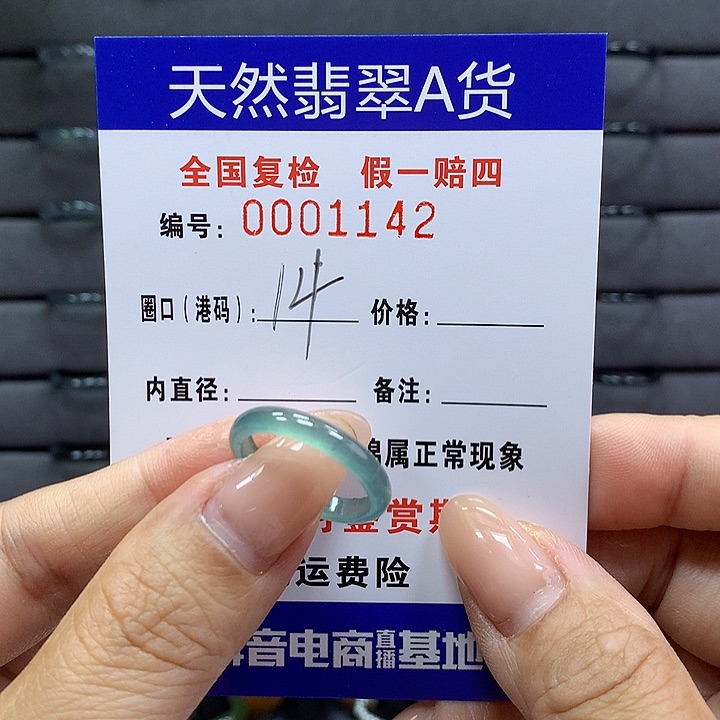 天然翡翠A货
全国复检 假一赔四
编号: 0001142
圈口(港码): 14 价格:
内直径: 备注:
属正常现象
鉴赏
运费险
音电商直播基地